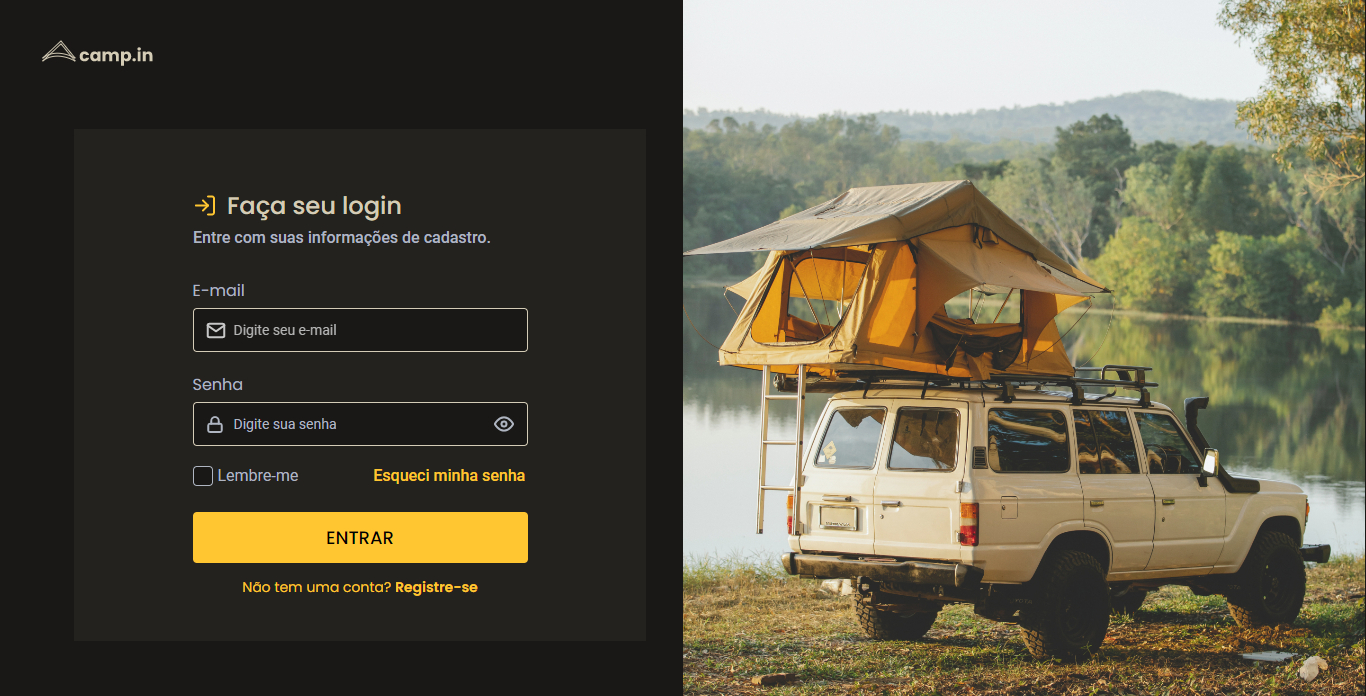 camp.in
Faça seu login
Entre com suas informações de cadastro.
E-mail
Digite seu e-mail
Senha
Digite sua senha
Lembre-me
Esqueci minha senha
ENTRAR
Não tem uma conta? Registre-se